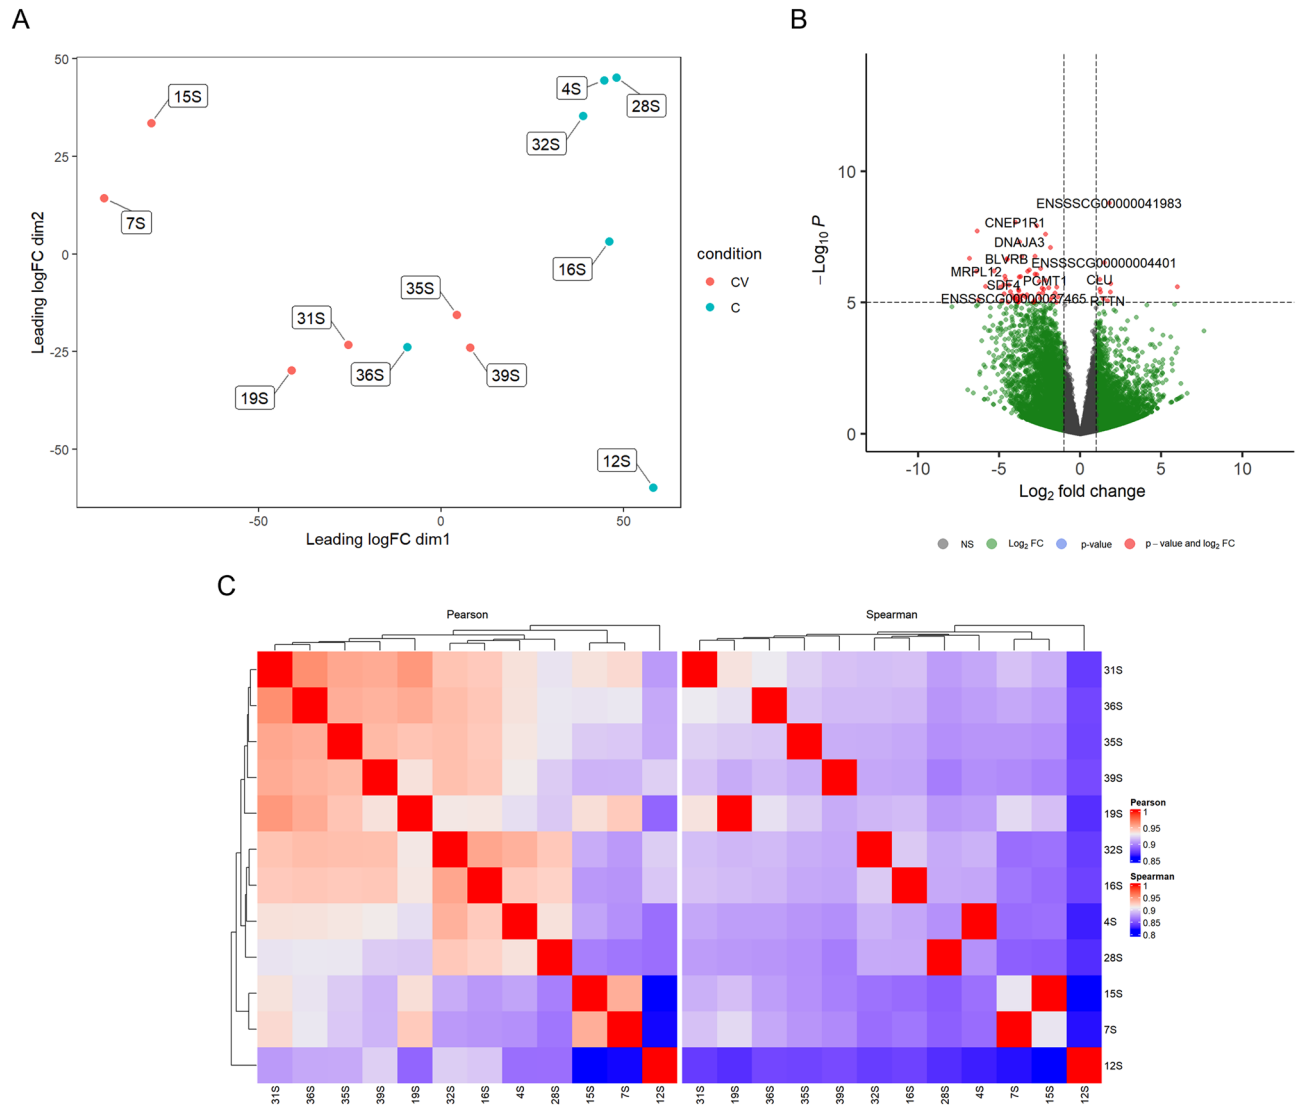 A
B
50
25
0
-25
-50
-50
0
50
Leading logFC dim2
Leading logFC dim1
15S
7S
4S
28S
32S
16S
35S
31S
36S
39S
19S
12S
condition
CV
C
10
5
0
-10
-5
0
5
10
−Log10 P
Log2 fold change
ENSSSCG00000041983
CNEP1R1
DNAJA3
BLVRB
ENSSSCG00000004401
MRPL12
PCMT1
CLU
SDF4
ENSSSCG00000037465
RTTN
NS
Log2 FC
p-value
p − value and log2 FC
C
Pearson
Spearman
31S
36S
35S
39S
19S
32S
16S
4S
28S
15S
7S
12S
Pearson
1
0.95
0.9
0.85
Spearman
1
0.95
0.9
0.85
0.8
31S 36S 35S 39S 19S 32S 16S 4S 28S 15S 7S 12S
31S 19S 36S 35S 39S 32S 16S 28S 4S 7S 15S 12S